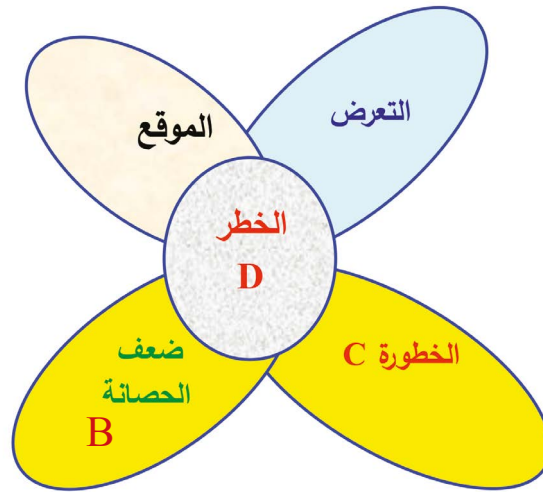 التعرض
الموقع
الخطر
D
الخطورة C
ضعف
الحصانة
B